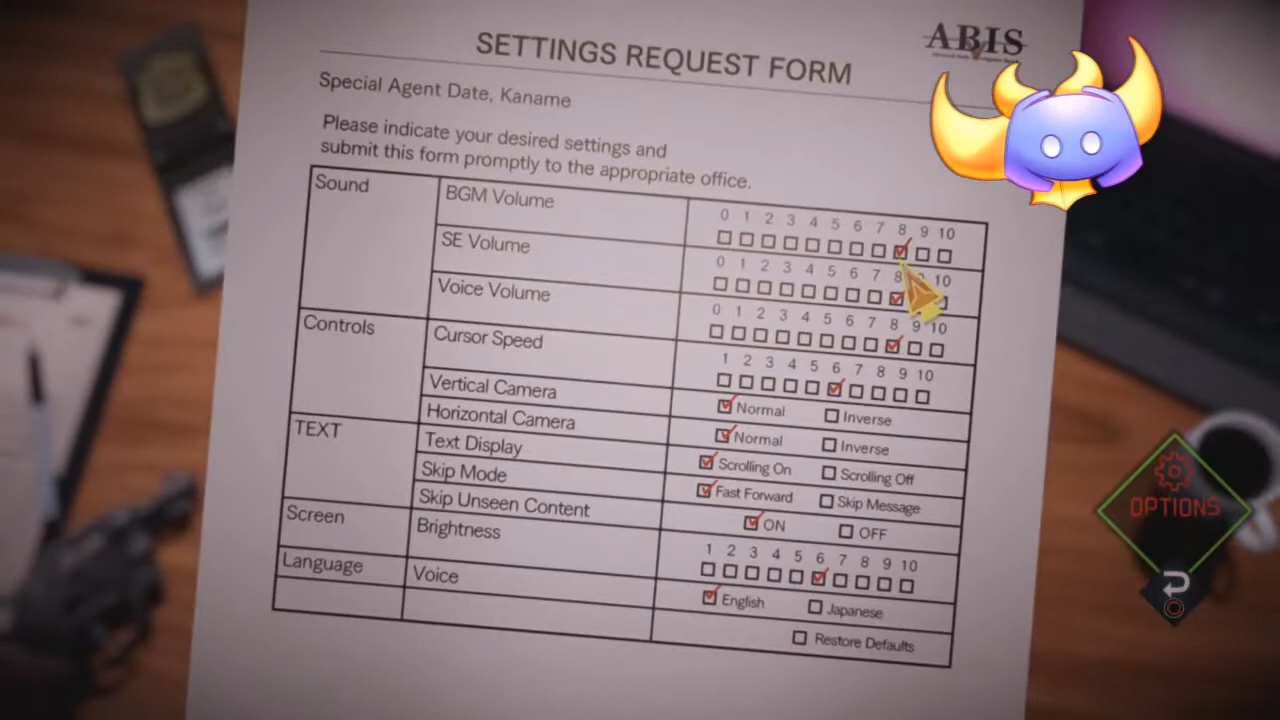 ABIS
SETTINGS REQUEST FORM
Special Agent Date, Kaname
Please indicate your desired settings and
submit this form promptly to the appropriate office.
Sound
BGM Volume
0 1 2 3 4 5 6 7 8 9 10
SE Volume
0 1 2 3 4 5 6 7 8 10
Voice Volume
0 1 2 3 4 5 6 7 8 9 10
Controls
Cursor Speed
1 2 3 4 5 6 7 8 9 10
Vertical Camera
Normal Inverse
Horizontal Camera
Normal Inverse
TEXT
Text Display
Scrolling On Scrolling Off
Skip Mode
Fast Forward Skip Message
Skip Unseen Content
ON OFF
Screen
Brightness
1 2 3 4 5 6 7 8 9 10
Language
Voice
English Japanese
Restore Defaults
OPTIONS